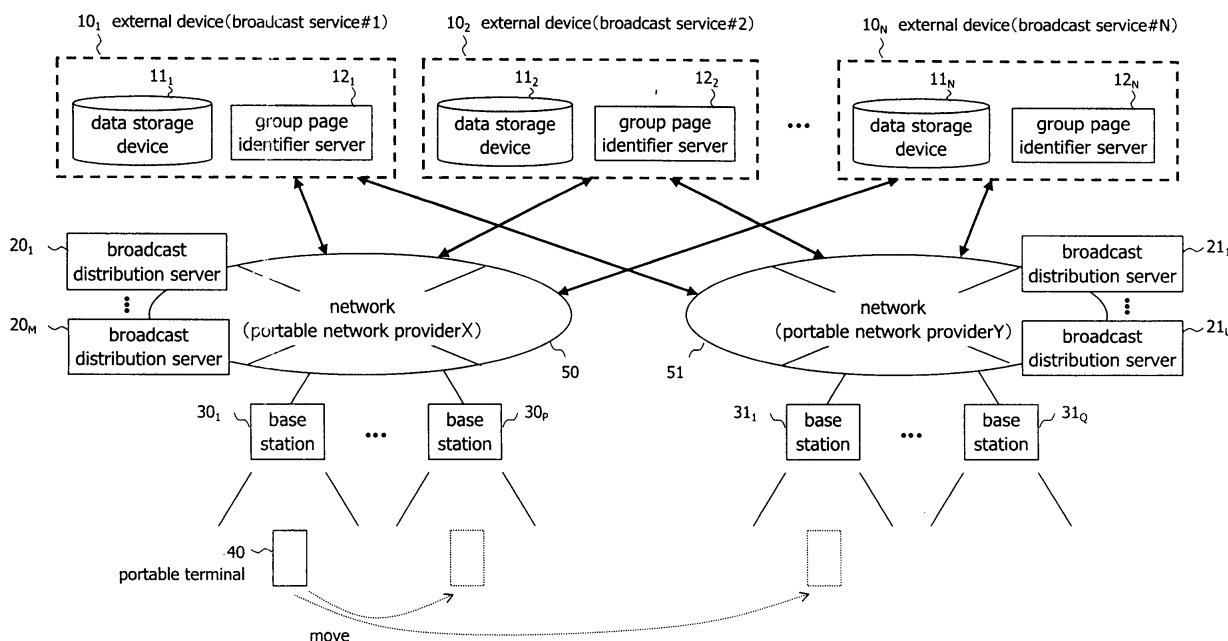 10₁ external device(broadcast service#1)
10₂ external device(broadcast service#2)
10N external device(broadcast service#N)
11₁
12₁
11₂
12₂
11N
12N
data storage
device
group page
identifier server
data storage
device
group page
identifier server
•••
data storage
device
group page
identifier server
20₁
broadcast
distribution server
20M
broadcast
distribution server
network
(portable network providerX)
50
network
(portable network providerY)
51
broadcast
distribution server
21₁
broadcast
distribution server
21L
30₁
base
station
•••
base
station
30P
31₁
base
station
•••
base
station
31Q
40
portable terminal
move